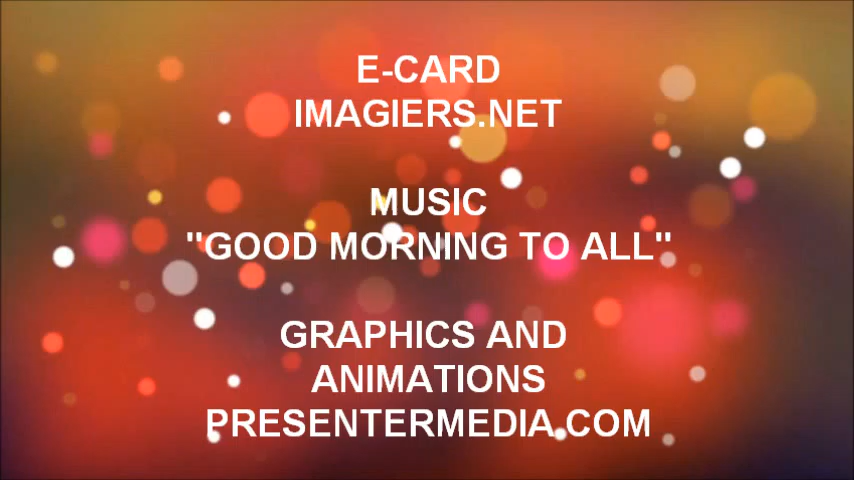 E-CARD
IMAGIERS.NET
MUSIC
"GOOD MORNING TO ALL"
GRAPHICS AND
ANIMATIONS
PRESENTERMEDIA.COM